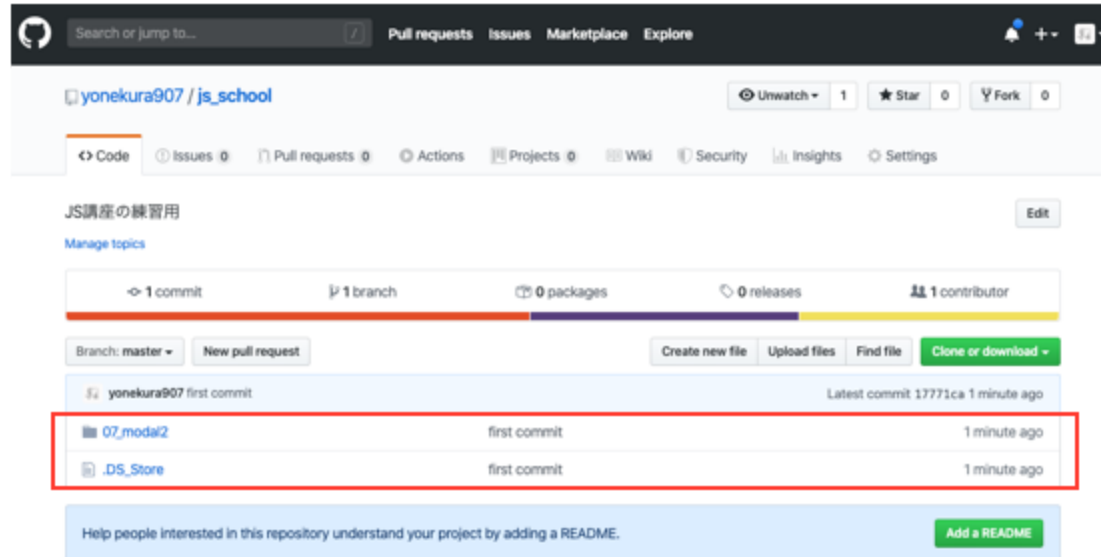 Search or jump to... / Pull requests Issues Marketplace Explore
yonekura907 / js_school Unwatch 1 Star 0 Fork 0
Code Issues 0 Pull requests 0 Actions Projects 0 Wiki Security Insights Settings
JS講座の練習用 Edit
Manage topics
1 commit 1 branch 0 packages 0 releases 1 contributor
Branch: master New pull request Create new file Upload files Find file Clone or download
yonekura907 first commit Latest commit 17771ca 1 minute ago
07_modal2 first commit 1 minute ago
.DS_Store first commit 1 minute ago
Help people interested in this repository understand your project by adding a README. Add a README